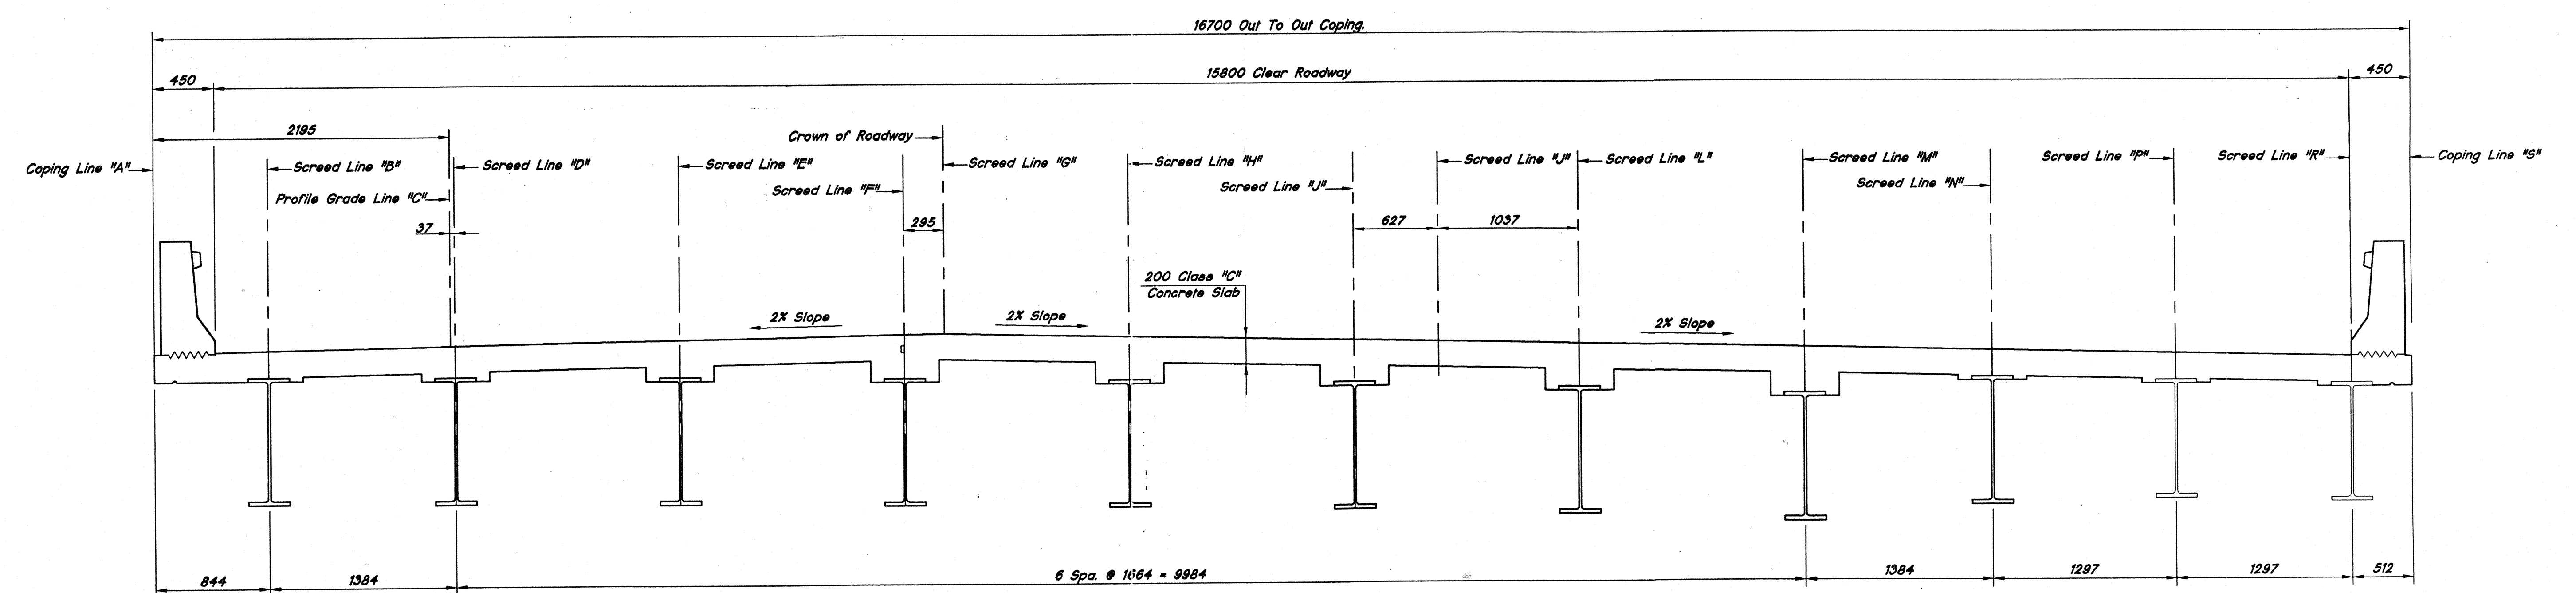 16700 Out To Out Coping.
450
15800 Clear Roadway
450
2195
Crown of Roadway
Coping Line "A"
Screed Line "B"
Screed Line "D"
Screed Line "E"
Screed Line "G"
Screed Line "H"
Screed Line "J"
Screed Line "L"
Screed Line "M"
Screed Line "P"
Screed Line "R"
Coping Line "S"
Profile Grade Line "C"
Screed Line "F"
Screed Line "J"
Screed Line "N"
37
295
627
1037
200 Class "C"
Concrete Slab
2% Slope
2% Slope
2% Slope
844
1384
6 Spa. @ 1664 = 9984
1384
1297
1297
512